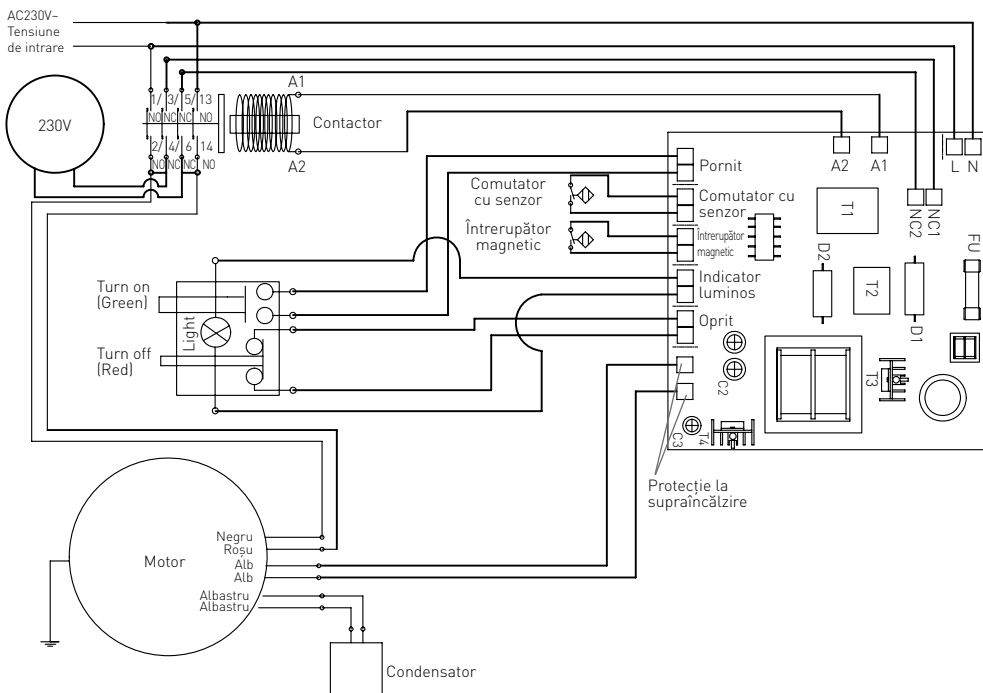 AC230V~
Tensiune
de intrare
230V
1/ 3/ 5/ 13
NO NC NC NO
2/ 4/ 6 14
NO NC NC NO
A1
Contactor
A2
A2 A1
L N
Pornit
Comutator
cu senzor
Comutator cu
senzor
Întrerupător
magnetic
Întrerupător
magnetic
T1
NC2
NC1
FU
D2
T2
D1
Indicator
luminos
Turn on
(Green)
Light
Oprit
Turn off
(Red)
C2
T3
C3
T4
Protecție la
supraîncălzire
Motor
Negru
Roșu
Alb
Alb
Albastru
Albastru
Condensator